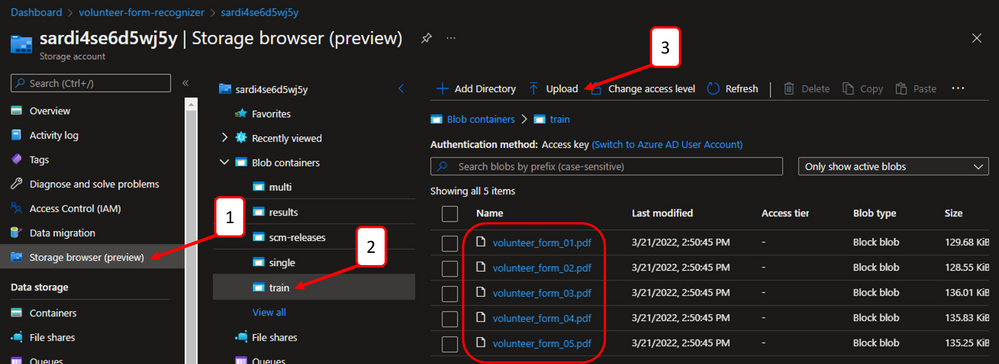 Dashboard > volunteer-form-recognizer > sardi4se6d5wj5y
sardi4se6d5wj5y | Storage browser (preview) ...
Storage account
Search (Ctrl+/)
Overview
Activity log
Tags
Diagnose and solve problems
Access Control (IAM)
Data migration
Storage browser (preview)
Data storage
Containers
File shares
Queues
1
sardi4se6d5wj5y
Favorites
Recently viewed
Blob containers
multi
results
scm-releases
single
train
View all
File shares
Queues
2
3
Add Directory Upload Change access level Refresh Delete Copy Paste ...
Blob containers > train
Authentication method: Access key (Switch to Azure AD User Account)
Search blobs by prefix (case-sensitive) Only show active blobs
Showing all 5 items
Name Last modified Access tier Blob type Size
volunteer_form_01.pdf 3/21/2022, 2:50:45 PM - Block blob 129.68 KiB
volunteer_form_02.pdf 3/21/2022, 2:50:45 PM - Block blob 128.55 KiB
volunteer_form_03.pdf 3/21/2022, 2:50:45 PM - Block blob 136.01 KiB
volunteer_form_04.pdf 3/21/2022, 2:50:45 PM - Block blob 135.83 KiB
volunteer_form_05.pdf 3/21/2022, 2:50:45 PM - Block blob 135.25 KiB